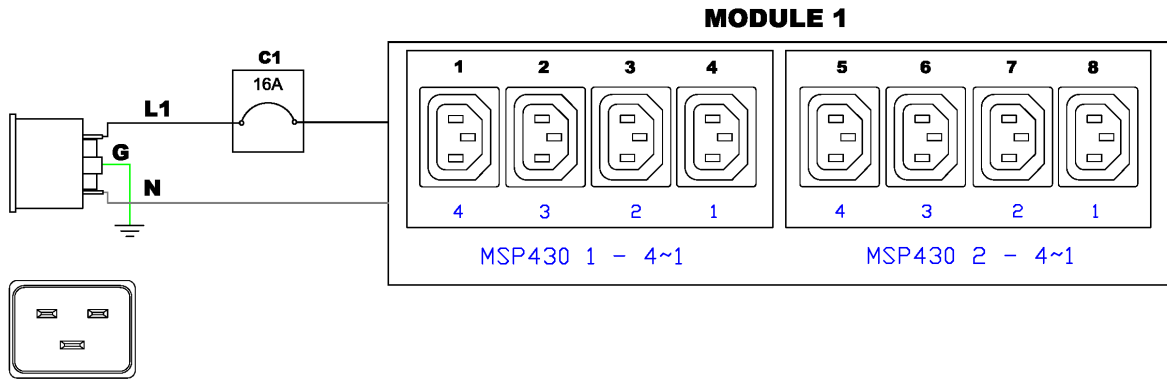 MODULE 1
C1
16A
L1
G
N
1 2 3 4 5 6 7 8
4 3 2 1 4 3 2 1
MSP430 1 - 4~1 MSP430 2 - 4~1